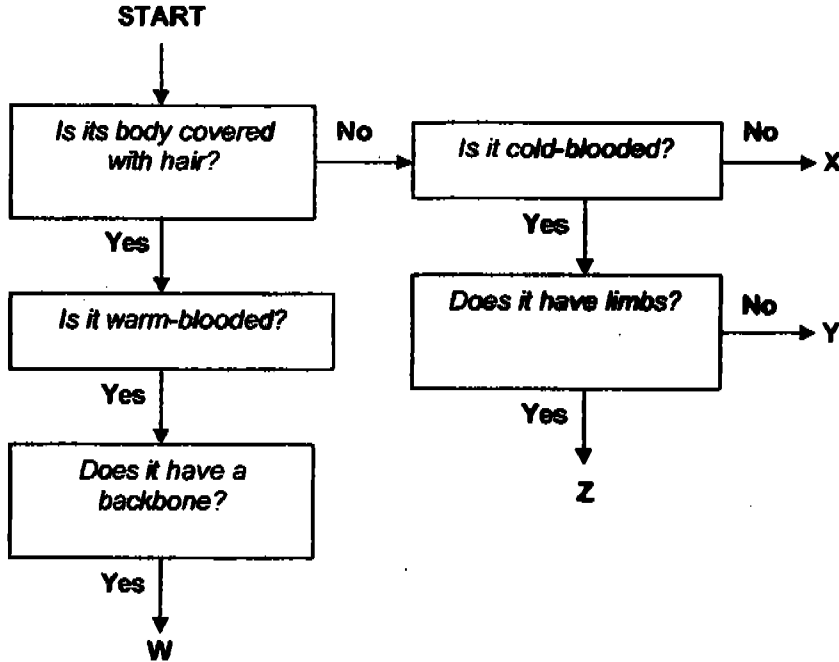 START
Is its body covered
with hair?
No
Is it cold-blooded?
No
X
Yes
Yes
Is it warm-blooded?
Does it have limbs?
No
Y
Yes
Yes
Does it have a
backbone?
Z
Yes
W